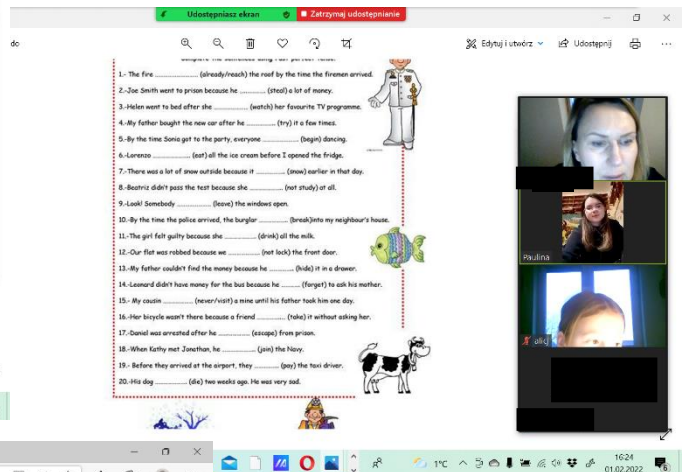 Udostępniasz ekran
Zatrzymaj udostępnienie
do
Edytuj i utwórz
Udostępnij
complete the sentences using Past perfect tense.
1.- The fire .................. (already/reach) the roof by the time the firemen arrived.
2.-Joe Smith went to prison because he ............. (steal) a lot of money.
3.-Helen went to bed after she .............. (watch) her favourite TV programme.
4.-My father bought the new car after he ............... (try) it a few times.
5.-By the time Sonia got to the party, everyone .............. (begin) dancing.
6.-Lorenzo .................. (eat) all the ice cream before I opened the fridge.
7.-There was a lot of snow outside because it .............. (snow) earlier in that day.
8.-Beatriz didn't pass the test because she ................ (not study) at all.
9.-Look! Somebody ................ (leave) the windows open.
10.-By the time the police arrived, the burglar .............. (break)into my neighbour's house.
11.-The girl felt guilty because she .............. (drink) all the milk.
12.-Our flat was robbed because we .............. (not lock) the front door.
13.-My father couldn't find the money because he ............. (hide) it in a drawer.
14.-Leonard didn't have money for the bus because he ......... (forget) to ask his mother.
15.- My cousin .............. (never/visit) a mine until his father took him one day.
16.-Her bicycle wasn't there because a friend .............. (take) it without asking her.
17.-Daniel was arrested after he .............. (escape) from prison.
18.-When Kathy met Jonathan, he ................ (join) the Navy.
19.- Before they arrived at the airport, they ............. (pay) the taxi driver.
20.-His dog .............. (die) two weeks ago. He was very sad.
Paulina
alicj
1°C
16:24
01.02.2022